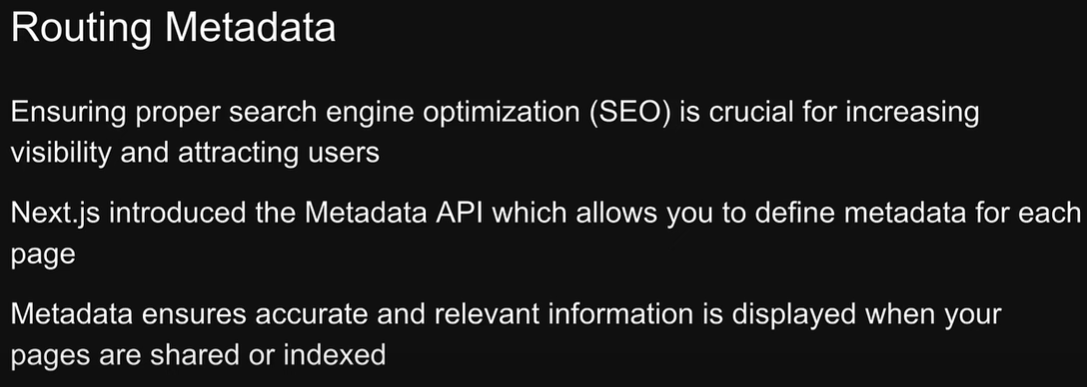 Routing Metadata
Ensuring proper search engine optimization (SEO) is crucial for increasing
visibility and attracting users
Next.js introduced the Metadata API which allows you to define metadata for each
page
Metadata ensures accurate and relevant information is displayed when your
pages are shared or indexed